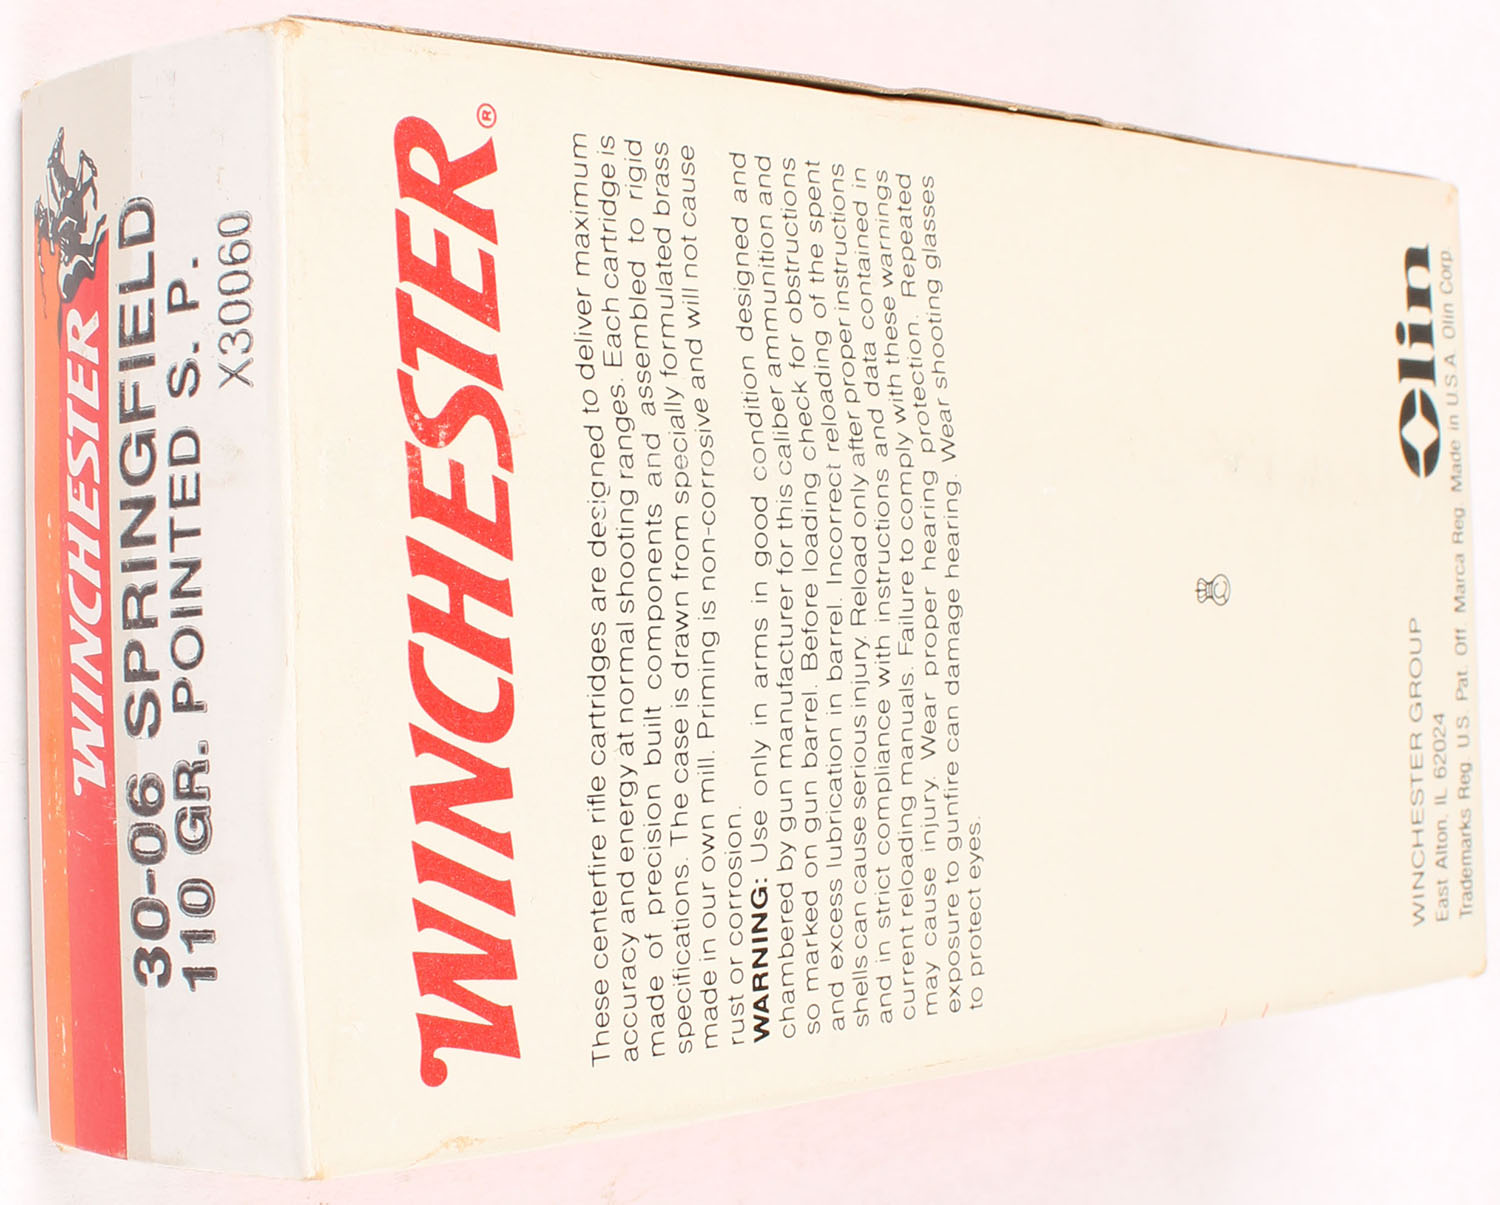 WINCHESTER
30-06 SPRINGFIELD
110 GR. POINTED S. P.
X30060
WINCHESTER®
These centerfire rifle cartridges are designed to deliver maximum
accuracy and energy at normal shooting ranges. Each cartridge is
made of precision built components and assembled to rigid
specifications. The case is drawn from specially formulated brass
made in our own mill. Priming is non-corrosive and will not cause
rust or corrosion.
WARNING: Use only in arms in good condition designed and
chambered by gun manufacturer for this caliber ammunition and
so marked on gun barrel. Before loading check for obstructions
and excess lubrication in barrel. Incorrect reloading of the spent
shells can cause serious injury. Reload only after proper instructions
and in strict compliance with instructions and data contained in
current reloading manuals. Failure to comply with these warnings
may cause injury. Wear proper hearing protection. Repeated
exposure to gunfire can damage hearing. Wear shooting glasses
to protect eyes.
C
Olin
WINCHESTER GROUP
East Alton, IL 62024
Trademarks Reg. U.S. Pat. Off. Marca Reg. Made in U.S.A. Olin Corp.